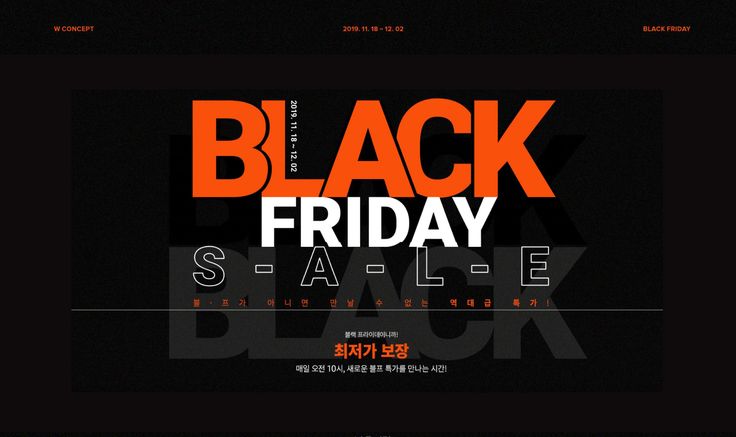 W CONCEPT
2019. 11. 18 ~ 12. 02
BLACK FRIDAY
BLACK
2019. 11. 18 ~ 12. 02
FRIDAY
S - A - L - E
BLACK
BLACK
블·프가 아니면 만날 수 없는 역대급 특가!
블랙 프라이데이니까!
최저가 보장
매일 오전 10시, 새로운 블프 특가를 만나는 시간!